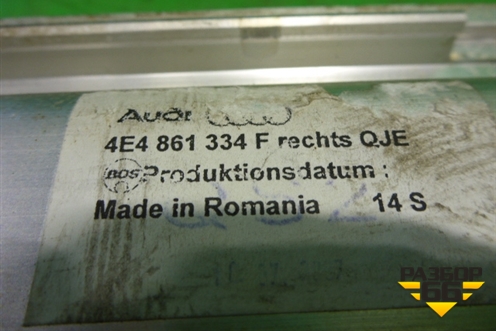 Audi
4E4 861 334 F rechts QJE
BOS Produktionsdatum :
Made in Romania 14 S
РАЗБОР
66